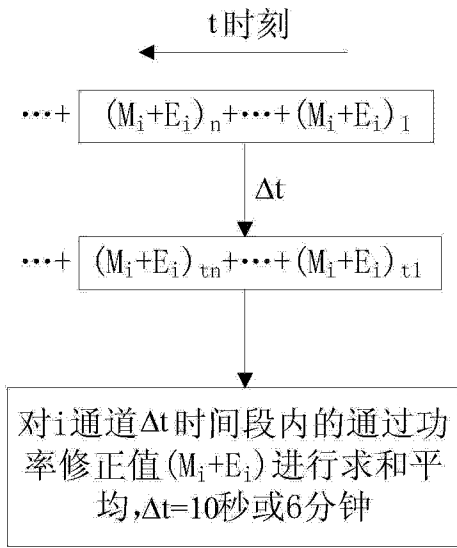 t时刻
···+ (Mi+Ei)n+···+(Mi+Ei)1
Δt
···+ (Mi+Ei)tn+···+(Mi+Ei)t1
对i通道Δt时间段内的通过功
率修正值(Mi+Ei)进行求和平
均,Δt=10秒或6分钟